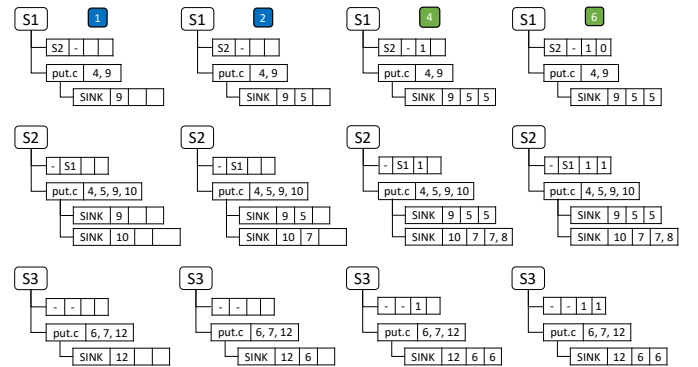 S1 1 S1 2 S1 4 S1 6
S2 - S2 - S2 - 1 S2 - 1 0
put.c 4, 9 put.c 4, 9 put.c 4, 9 put.c 4, 9
SINK 9 SINK 9 5 SINK 9 5 5 SINK 9 5 5
S2 S2 S2 S2
- S1 - S1 - S1 1 - S1 1 1
put.c 4, 5, 9, 10 put.c 4, 5, 9, 10 put.c 4, 5, 9, 10 put.c 4, 5, 9, 10
SINK 9 SINK 9 5 SINK 9 5 5 SINK 9 5 5
SINK 10 SINK 10 7 SINK 10 7 7, 8 SINK 10 7 7, 8
S3 S3 S3 S3
- - - - - - 1 - - 1 1
put.c 6, 7, 12 put.c 6, 7, 12 put.c 6, 7, 12 put.c 6, 7, 12
SINK 12 SINK 12 6 SINK 12 6 6 SINK 12 6 6